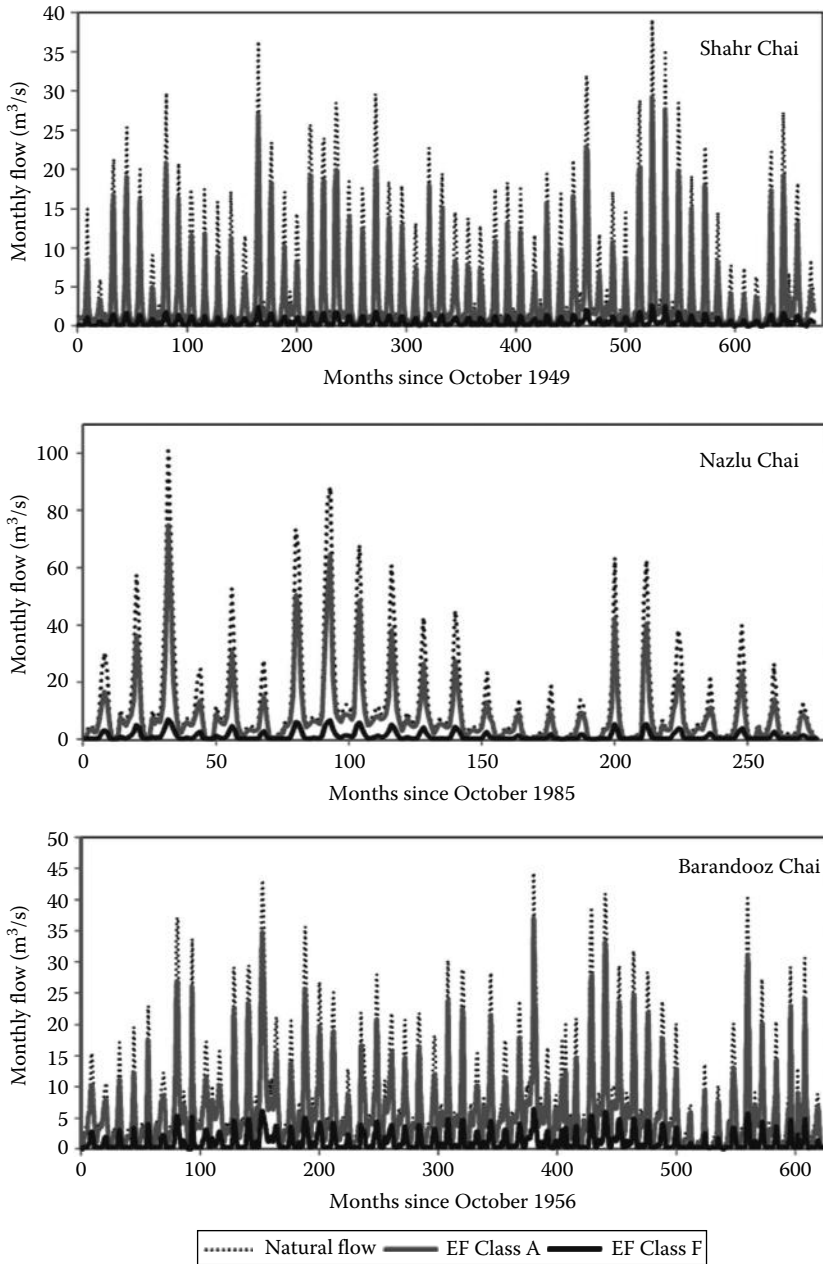 40
35
30
25
20
15
10
5
0
Monthly flow (m³/s)
Shahr Chai
0 100 200 300 400 500 600
Months since October 1949
100
80
60
40
20
0
Monthly flow (m³/s)
Nazlu Chai
0 50 100 150 200 250
Months since October 1985
50
45
40
35
30
25
20
15
10
5
0
Monthly flow (m³/s)
Barandooz Chai
0 100 200 300 400 500 600
Months since October 1956
Natural flow EF Class A EF Class F